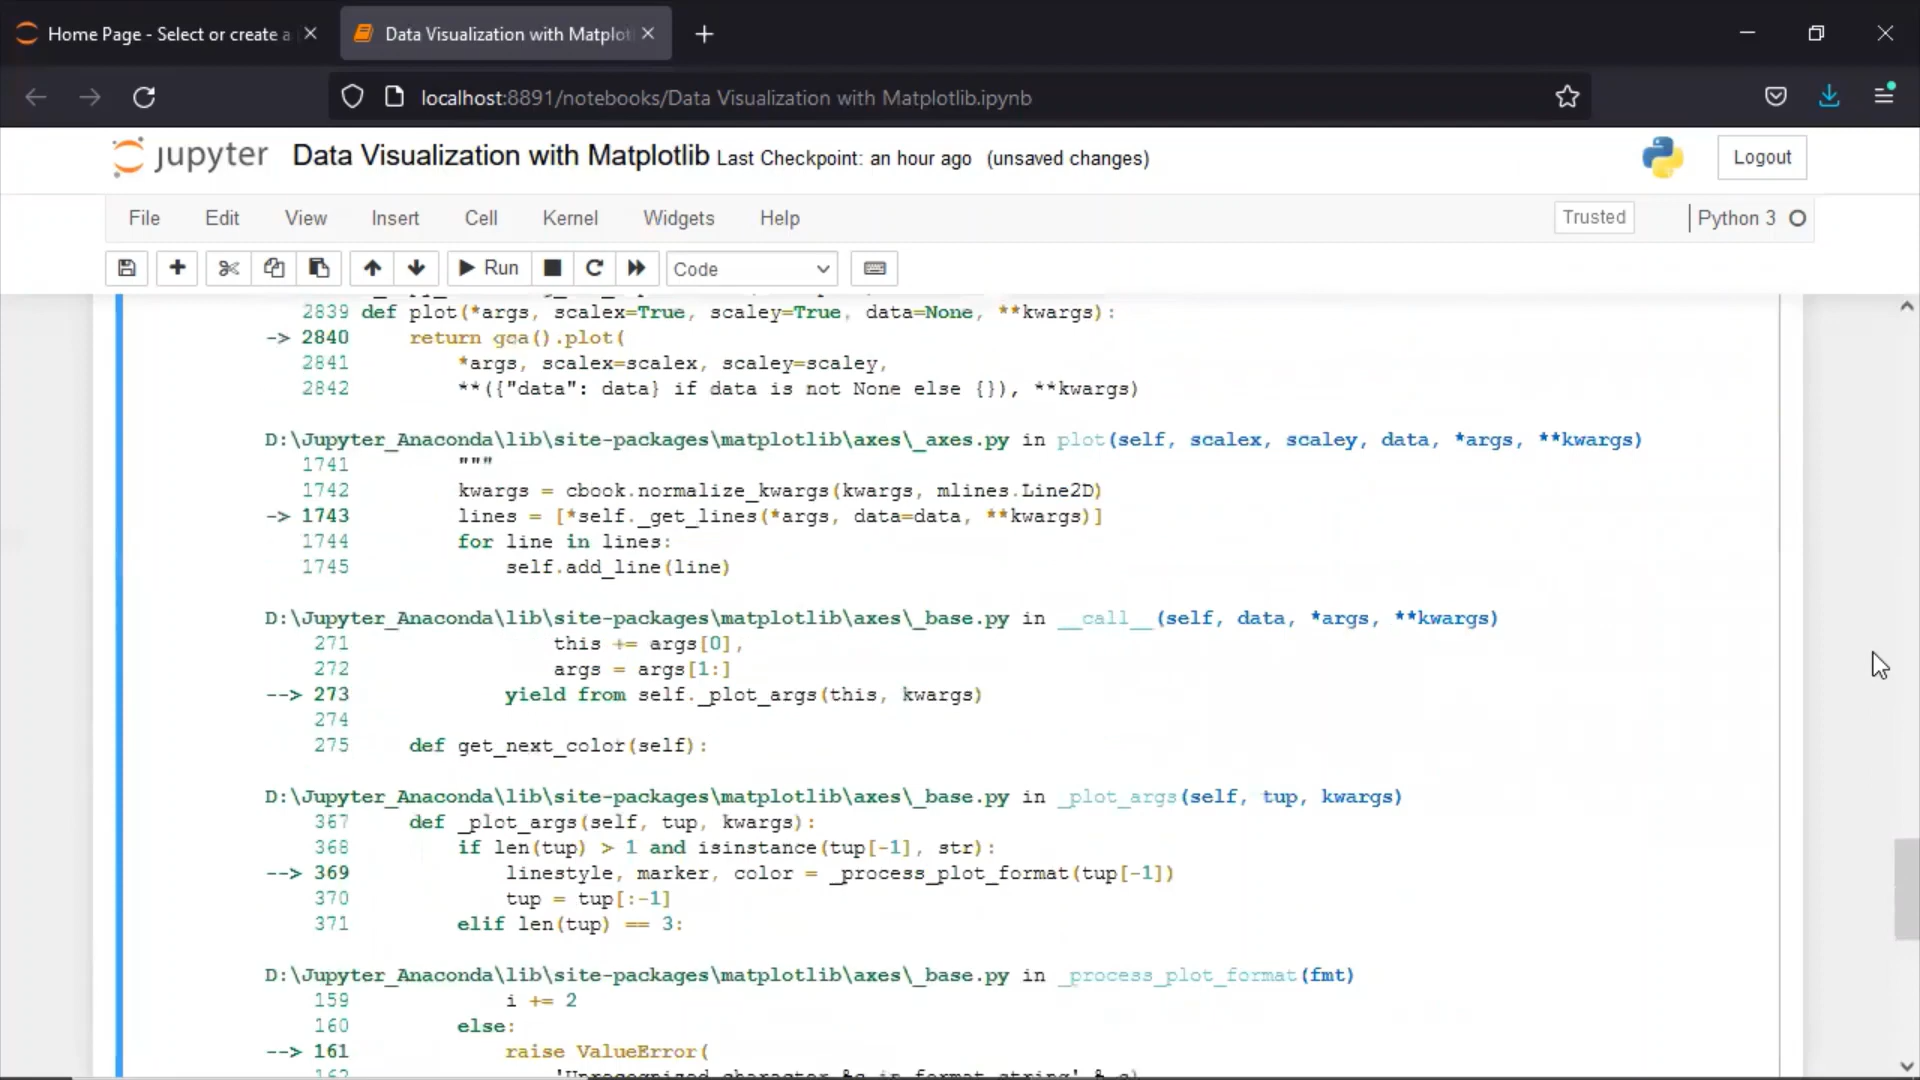 Home Page - Select or create a
Data Visualization with Matplot
localhost:8891/notebooks/Data Visualization with Matplotlib.ipynb
jupyter Data Visualization with Matplotlib Last Checkpoint: an hour ago (unsaved changes)
Logout
File Edit View Insert Cell Kernel Widgets Help
Trusted
Python 3
Run
Code
2839 def plot(*args, scalex=True, scaley=True, data=None, **kwargs):
-> 2840     return gca().plot(
2841         *args, scalex=scalex, scaley=scaley,
2842         **({"data": data} if data is not None else {}), **kwargs)
D:\Jupyter_Anaconda\lib\site-packages\matplotlib\axes\_axes.py in plot(self, scalex, scaley, data, *args, **kwargs)
1741         """
1742         kwargs = cbook.normalize_kwargs(kwargs, mlines.Line2D)
-> 1743         lines = [*self._get_lines(*args, data=data, **kwargs)]
1744         for line in lines:
1745             self.add_line(line)
D:\Jupyter_Anaconda\lib\site-packages\matplotlib\axes\_base.py in __call__(self, data, *args, **kwargs)
271                 this += args[0],
272                 args = args[1:]
--> 273             yield from self._plot_args(this, kwargs)
274
275     def get_next_color(self):
D:\Jupyter_Anaconda\lib\site-packages\matplotlib\axes\_base.py in _plot_args(self, tup, kwargs)
367     def _plot_args(self, tup, kwargs):
368         if len(tup) > 1 and isinstance(tup[-1], str):
--> 369             linestyle, marker, color = _process_plot_format(tup[-1])
370             tup = tup[:-1]
371         elif len(tup) == 3:
D:\Jupyter_Anaconda\lib\site-packages\matplotlib\axes\_base.py in _process_plot_format(fmt)
159             i += 2
160         else:
--> 161             raise ValueError(
162                 'Unrecognized character %c in format string' % c)